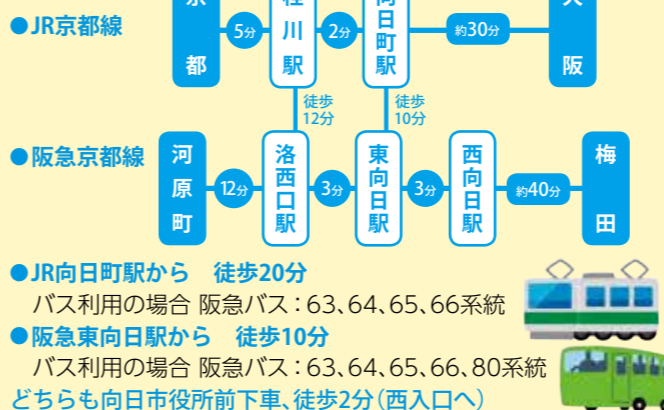 ●JR京都線
京都
5分
桂川駅
2分
向日町駅
約30分
大阪
徒歩
12分
徒歩
10分
●阪急京都線
河原町
12分
洛西口駅
3分
東向日駅
3分
西向日駅
約40分
梅田
●JR向日町駅から　徒歩20分
バス利用の場合 阪急バス：63、64、65、66系統
●阪急東向日駅から　徒歩10分
バス利用の場合 阪急バス：63、64、65、66、80系統
どちらも向日市役所前下車、徒歩2分（西入口へ）